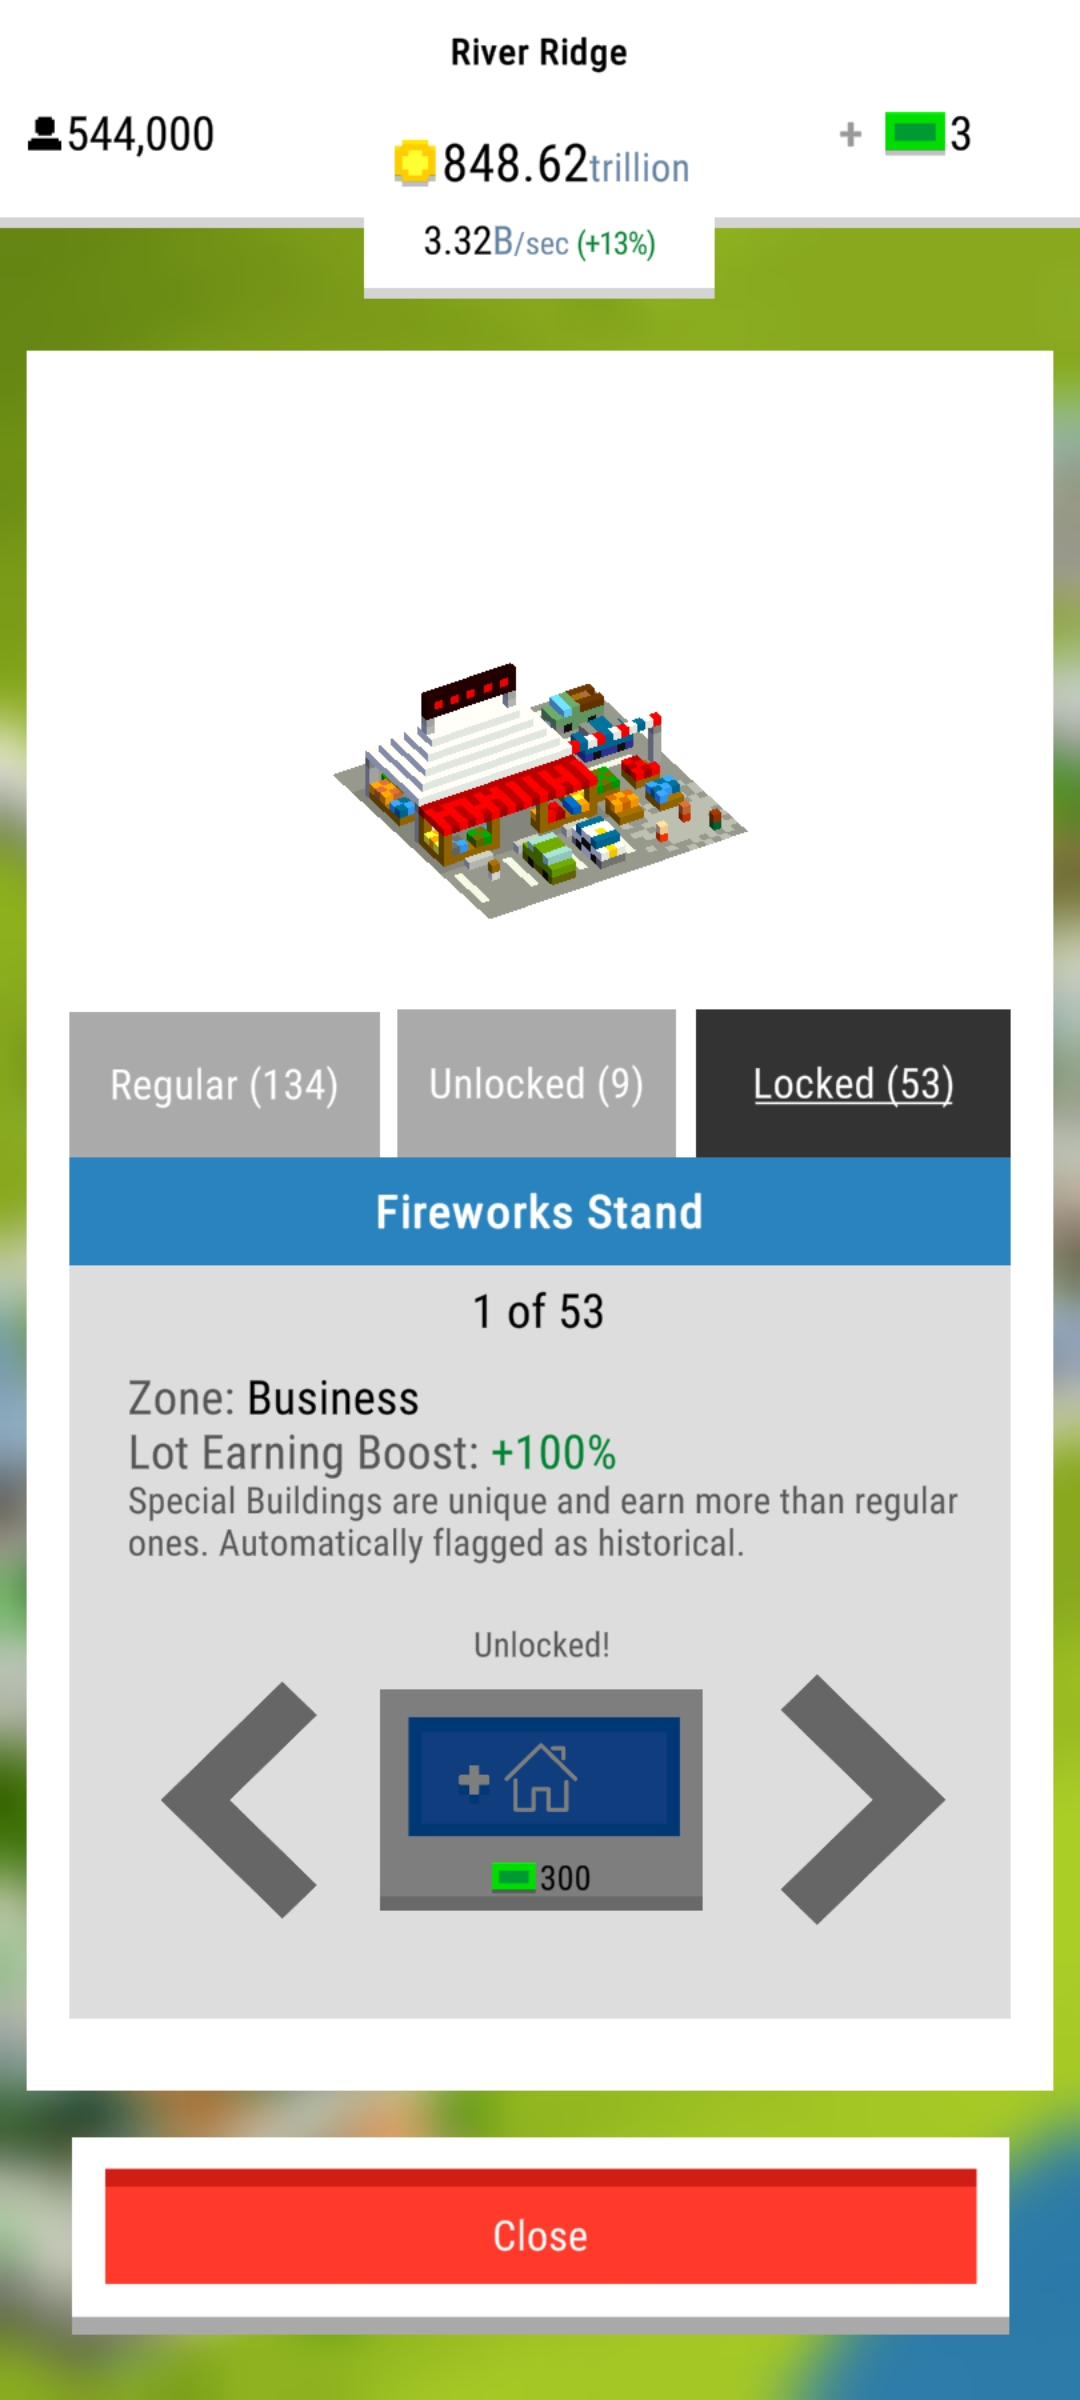 River Ridge
544,000
848.62trillion
+ 3
3.32B/sec (+13%)
Regular (134)
Unlocked (9)
Locked (53)
Fireworks Stand
1 of 53
Zone: Business
Lot Earning Boost: +100%
Special Buildings are unique and earn more than regular
ones. Automatically flagged as historical.
Unlocked!
+
300
Close